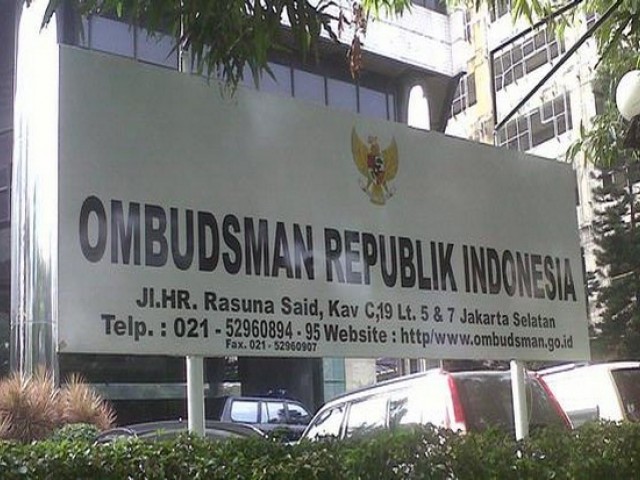 OMBUDSMAN REPUBLIK INDONESIA
Jl.HR. Rasuna Said, Kav C,19 Lt. 5 & 7 Jakarta Selatan
Telp. : 021 - 52960894 - 95 Website : http/www.ombudsman.go.id
Fax. 021 - 52960907